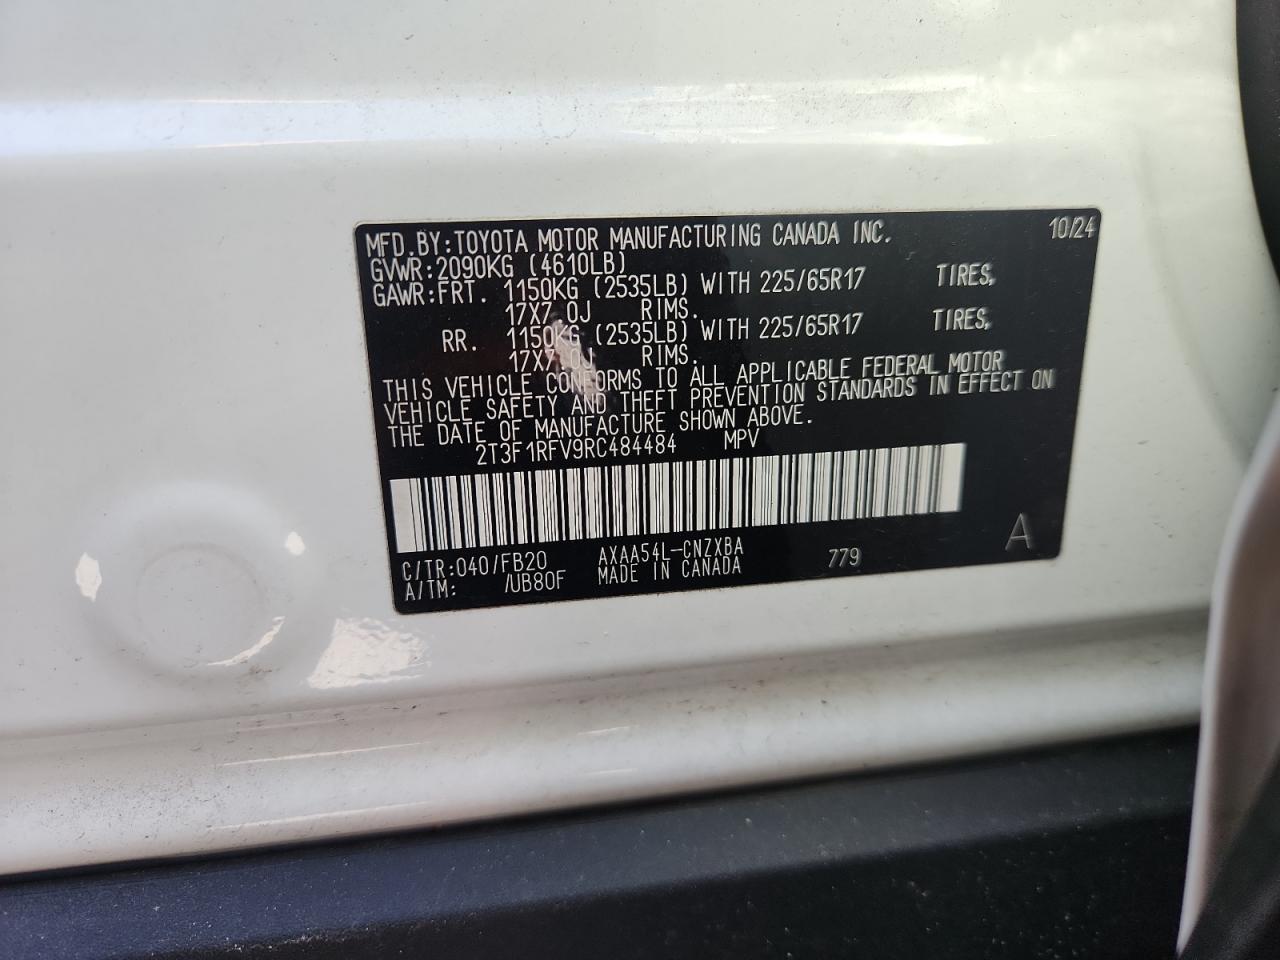 MFD.BY:TOYOTA MOTOR MANUFACTURING CANADA INC. 10/24
GVWR:2090KG (4610LB)
GAWR:FRT. 1150KG (2535LB) WITH 225/65R17 TIRES,
17X7.0J RIMS.
RR. 1150KG (2535LB) WITH 225/65R17 TIRES,
17X7.0J RIMS.
THIS VEHICLE CONFORMS TO ALL APPLICABLE FEDERAL MOTOR
VEHICLE SAFETY AND THEFT PREVENTION STANDARDS IN EFFECT ON
THE DATE OF MANUFACTURE SHOWN ABOVE.
2T3F1RFV9RC484484 MPV
C/TR:040/FB20 AXAA54L-CNZXBA 779 A
A/TM: /UB80F MADE IN CANADA